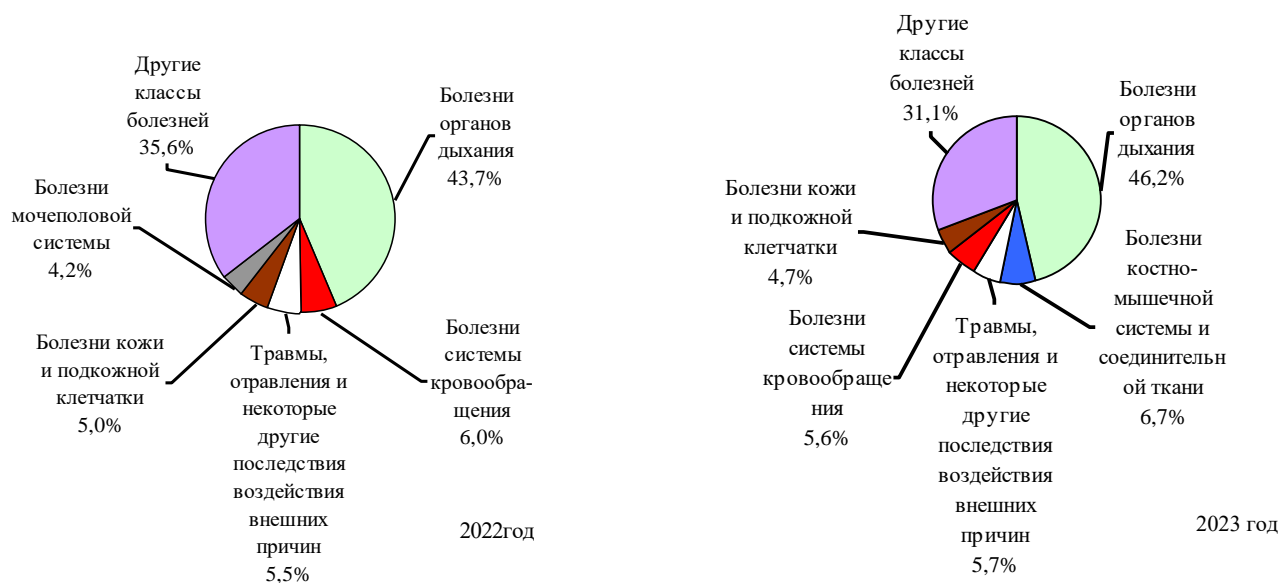 Другие
классы
болезней
35,6%
Болезни
органов
дыхания
43,7%
Болезни
мочеполовой
системы
4,2%
Болезни кожи
и подкожной
клетчатки
5,0%
Травмы,
отравления и
некоторые
другие
последствия
воздействия
внешних
причин
5,5%
Болезни
системы
кровообра-
щения
6,0%
2022год
Другие
классы
болезней
31,1%
Болезни
органов
дыхания
46,2%
Болезни кожи
и подкожной
клетчатки
4,7%
Болезни
системы
кровообраще
ния
5,6%
Травмы,
отравления и
некоторые
другие
последствия
воздействия
внешних
причин
5,7%
Болезни
костно-
мышечной
системы и
соединительн
ой ткани
6,7%
2023 год